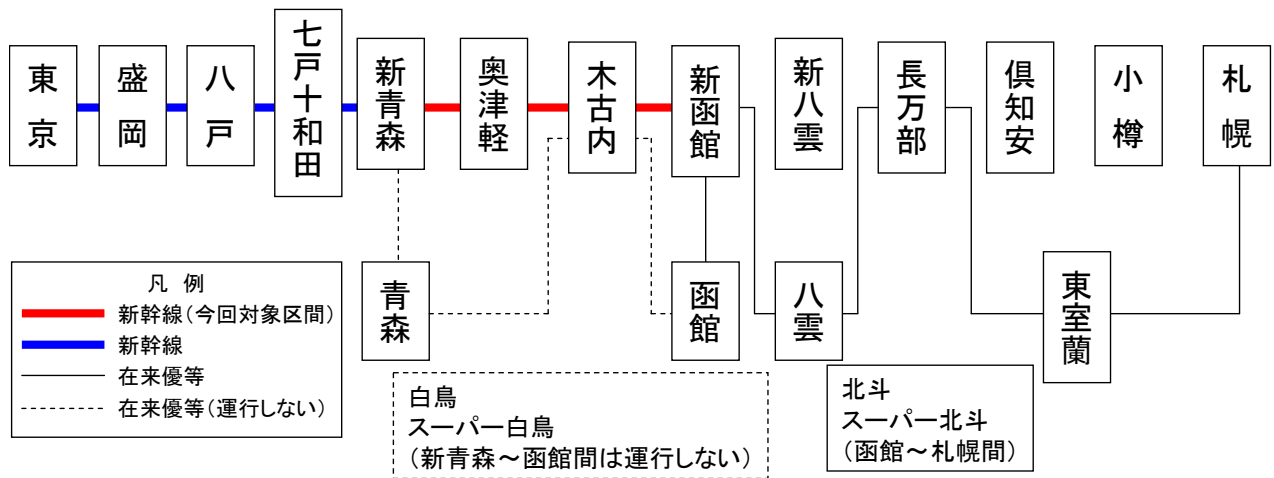 東京
盛岡
八戸
七戸十和田
新青森
奥津軽
木古内
新函館
新八雲
長万部
倶知安
小樽
札幌
青森
函館
八雲
東室蘭
凡 例
新幹線(今回対象区間)
新幹線
在来優等
在来優等(運行しない)
白鳥
スーパー白鳥
(新青森～函館間は運行しない)
北斗
スーパー北斗
(函館～札幌間)